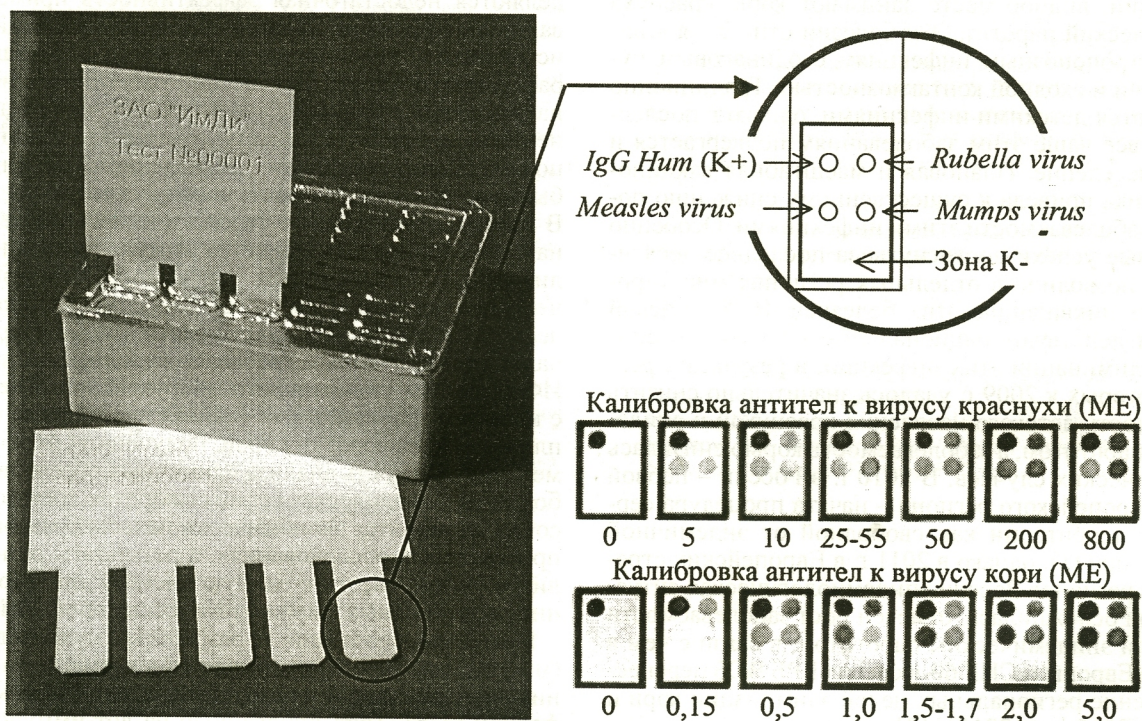 ЗАО "ИмДи"
Тест №00001
IgG Hum (K+)
Rubella virus
Measles virus
Mumps virus
Зона К-
Калибровка антител к вирусу краснухи (МЕ)
0 5 10 25-55 50 200 800
Калибровка антител к вирусу кори (МЕ)
0 0,15 0,5 1,0 1,5-1,7 2,0 5,0